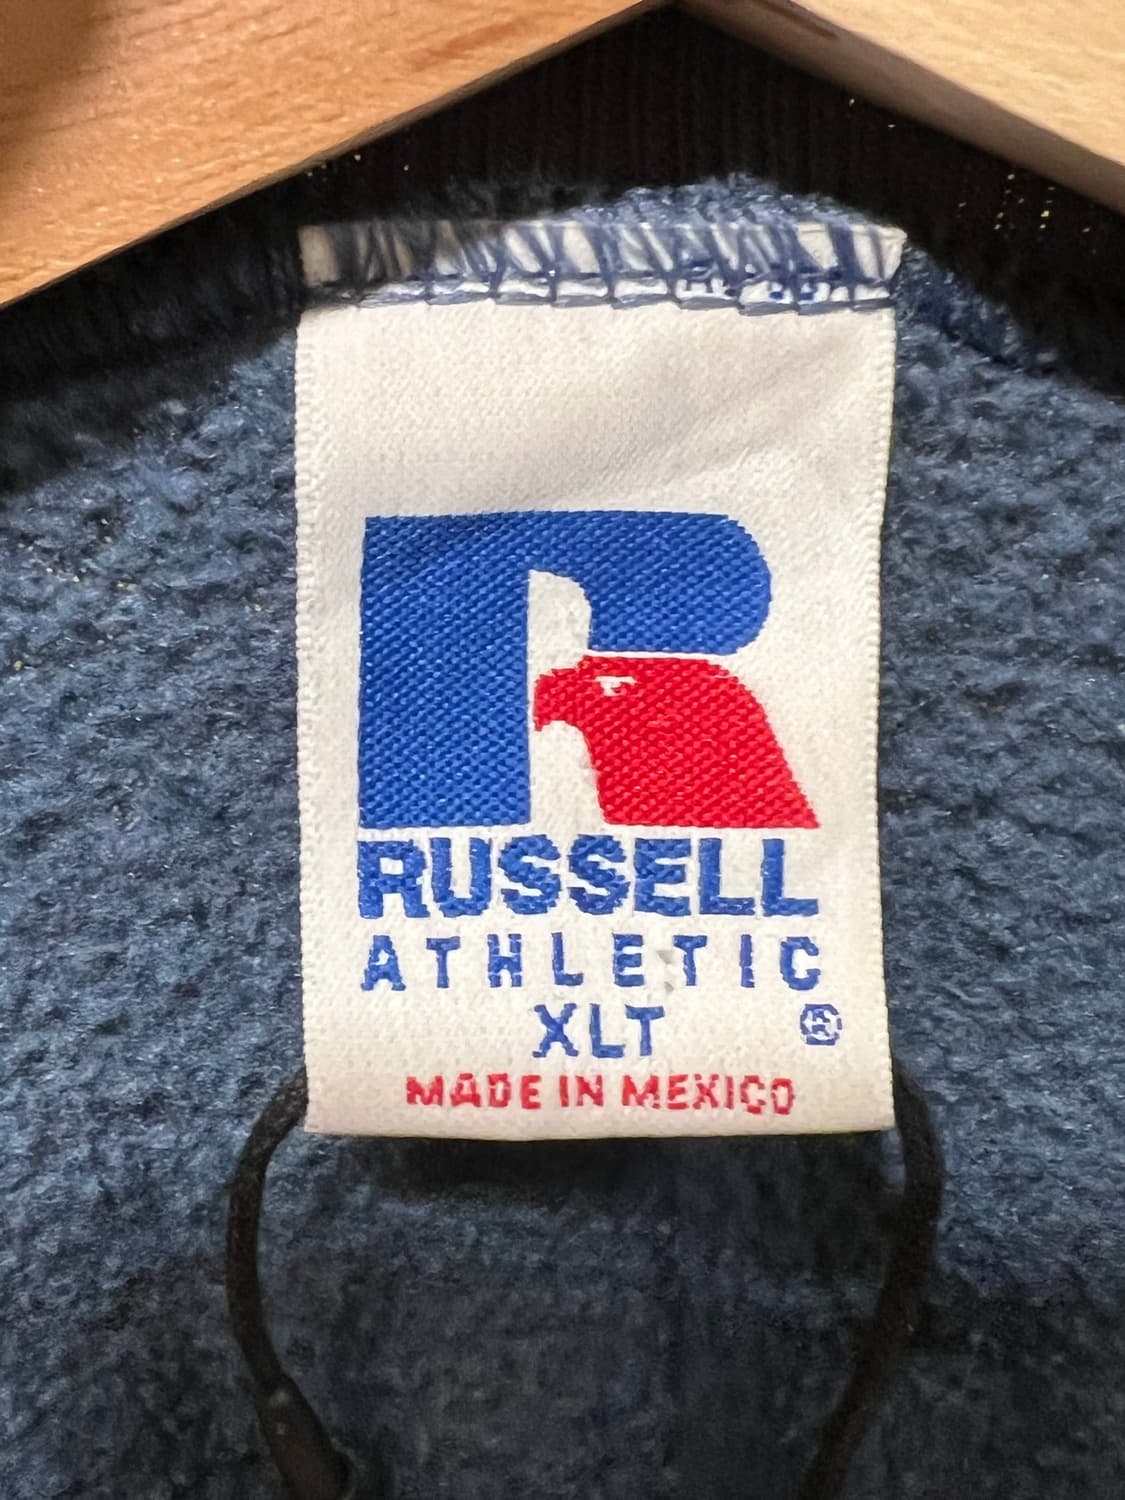 RUSSELL
ATHLETIC
XLT ®
MADE IN MEXICO